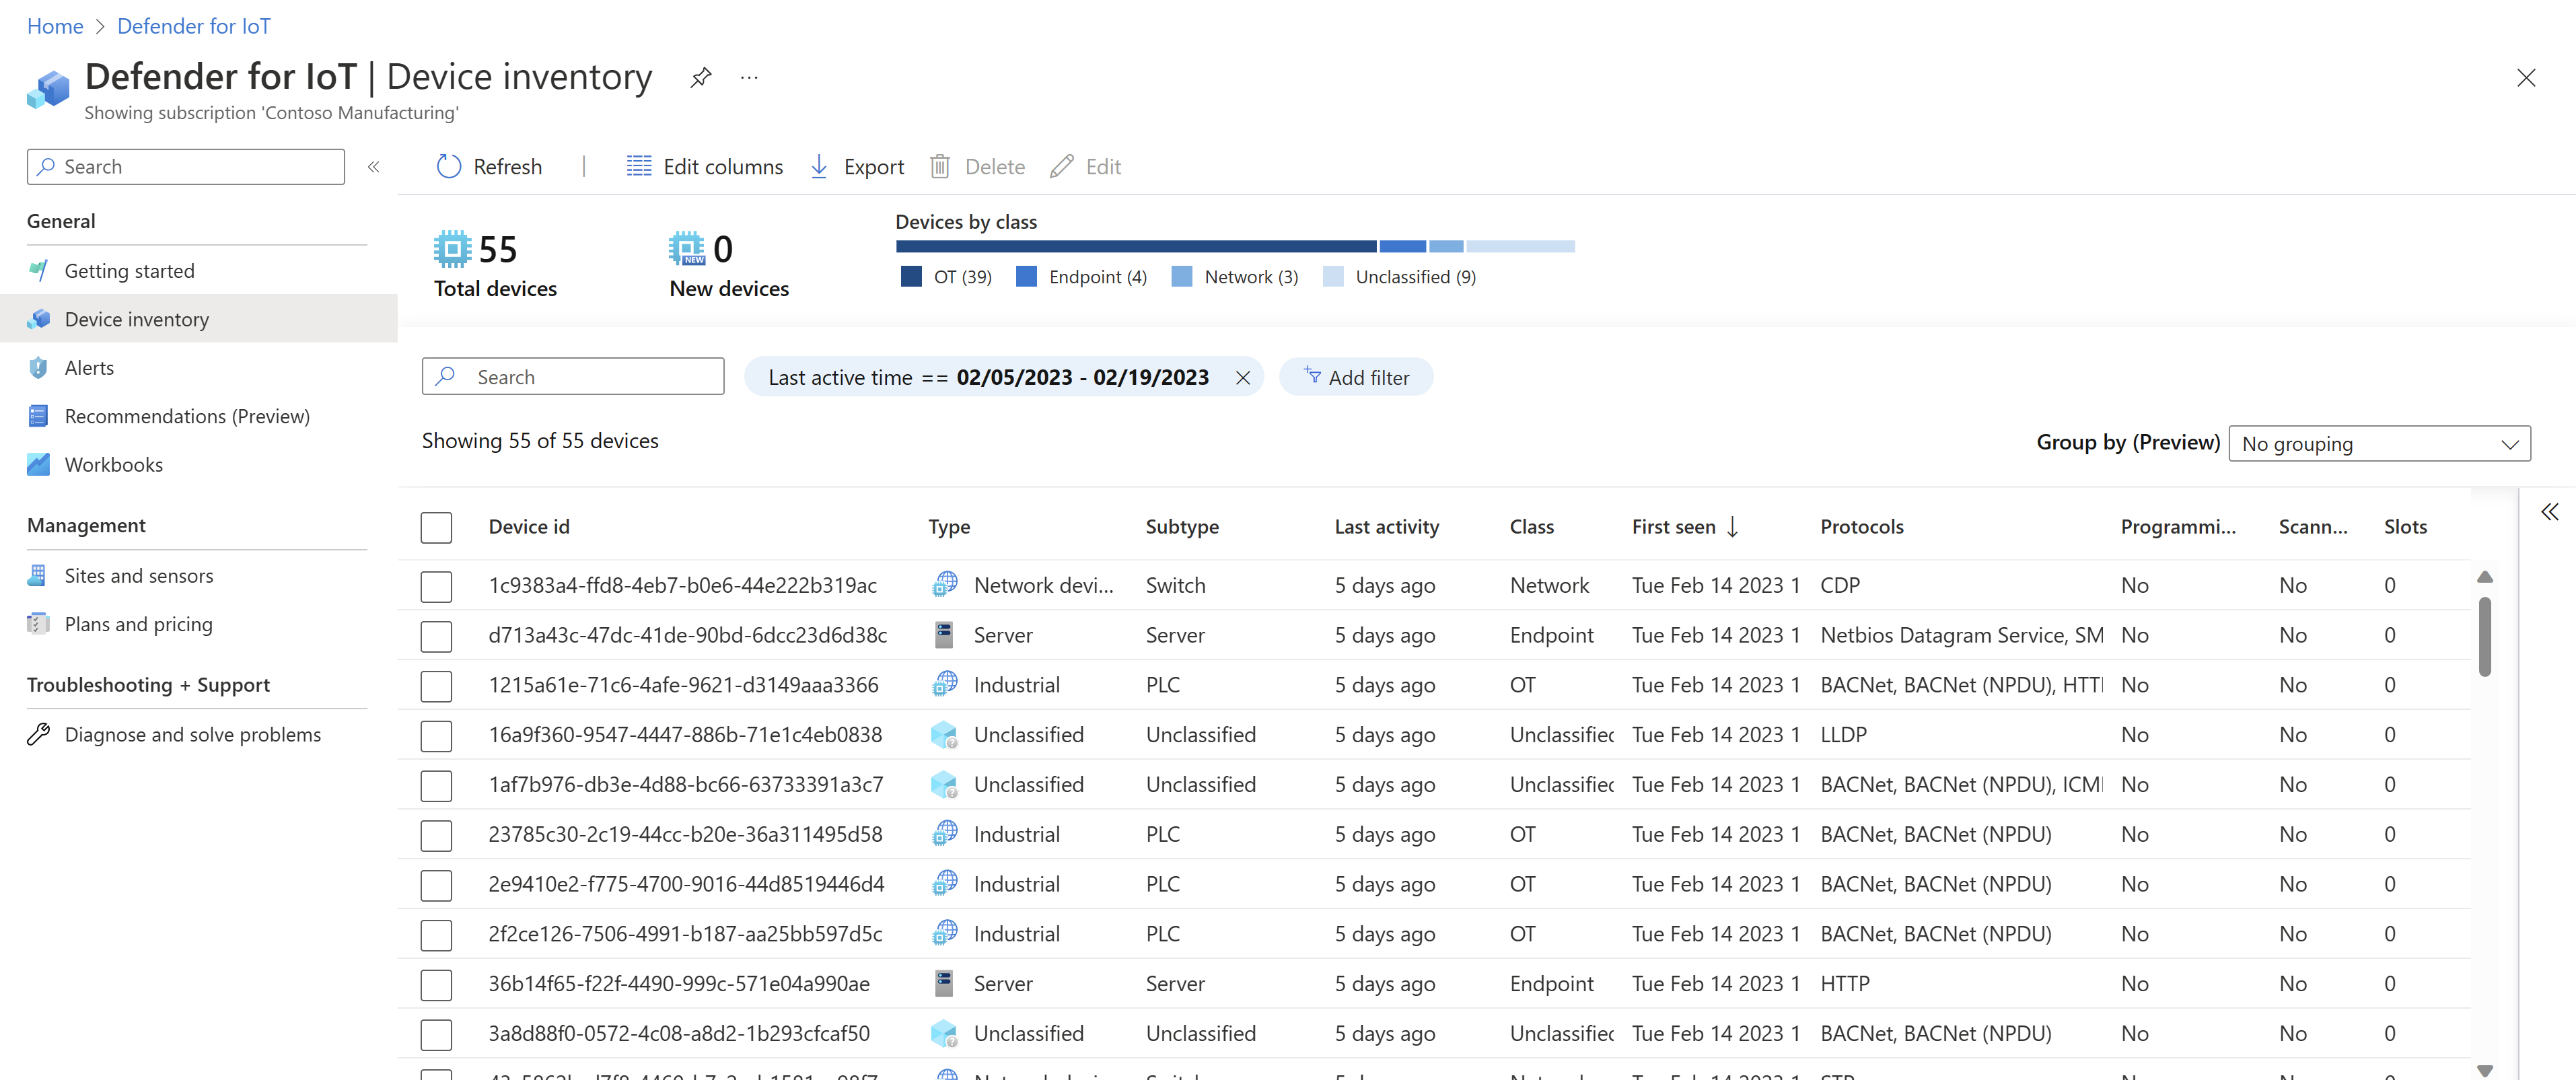 Home > Defender for IoT
Defender for IoT | Device inventory ...
Showing subscription 'Contoso Manufacturing'
Search «
General
Getting started
Device inventory
Alerts
Recommendations (Preview)
Workbooks
Management
Sites and sensors
Plans and pricing
Troubleshooting + Support
Diagnose and solve problems
Refresh | Edit columns Export Delete Edit
55
Total devices
NEW 0
New devices
Devices by class
OT (39) Endpoint (4) Network (3) Unclassified (9)
Search Last active time == 02/05/2023 - 02/19/2023 Add filter
Showing 55 of 55 devices
Group by (Preview) No grouping
Device id Type Subtype Last activity Class First seen ↓ Protocols Programmi... Scann... Slots
1c9383a4-ffd8-4eb7-b0e6-44e222b319ac Network devi... Switch 5 days ago Network Tue Feb 14 2023 1 CDP No No 0
d713a43c-47dc-41de-90bd-6dcc23d6d38c Server Server 5 days ago Endpoint Tue Feb 14 2023 1 Netbios Datagram Service, SM No No 0
1215a61e-71c6-4afe-9621-d3149aaa3366 Industrial PLC 5 days ago OT Tue Feb 14 2023 1 BACNet, BACNet (NPDU), HTT No No 0
16a9f360-9547-4447-886b-71e1c4eb0838 Unclassified Unclassified 5 days ago Unclassified Tue Feb 14 2023 1 LLDP No No 0
1af7b976-db3e-4d88-bc66-63733391a3c7 Unclassified Unclassified 5 days ago Unclassified Tue Feb 14 2023 1 BACNet, BACNet (NPDU), ICM No No 0
23785c30-2c19-44cc-b20e-36a311495d58 Industrial PLC 5 days ago OT Tue Feb 14 2023 1 BACNet, BACNet (NPDU) No No 0
2e9410e2-f775-4700-9016-44d8519446d4 Industrial PLC 5 days ago OT Tue Feb 14 2023 1 BACNet, BACNet (NPDU) No No 0
2f2ce126-7506-4991-b187-aa25bb597d5c Industrial PLC 5 days ago OT Tue Feb 14 2023 1 BACNet, BACNet (NPDU) No No 0
36b14f65-f22f-4490-999c-571e04a990ae Server Server 5 days ago Endpoint Tue Feb 14 2023 1 HTTP No No 0
3a8d88f0-0572-4c08-a8d2-1b293cfcaf50 Unclassified Unclassified 5 days ago Unclassified Tue Feb 14 2023 1 BACNet, BACNet (NPDU) No No 0